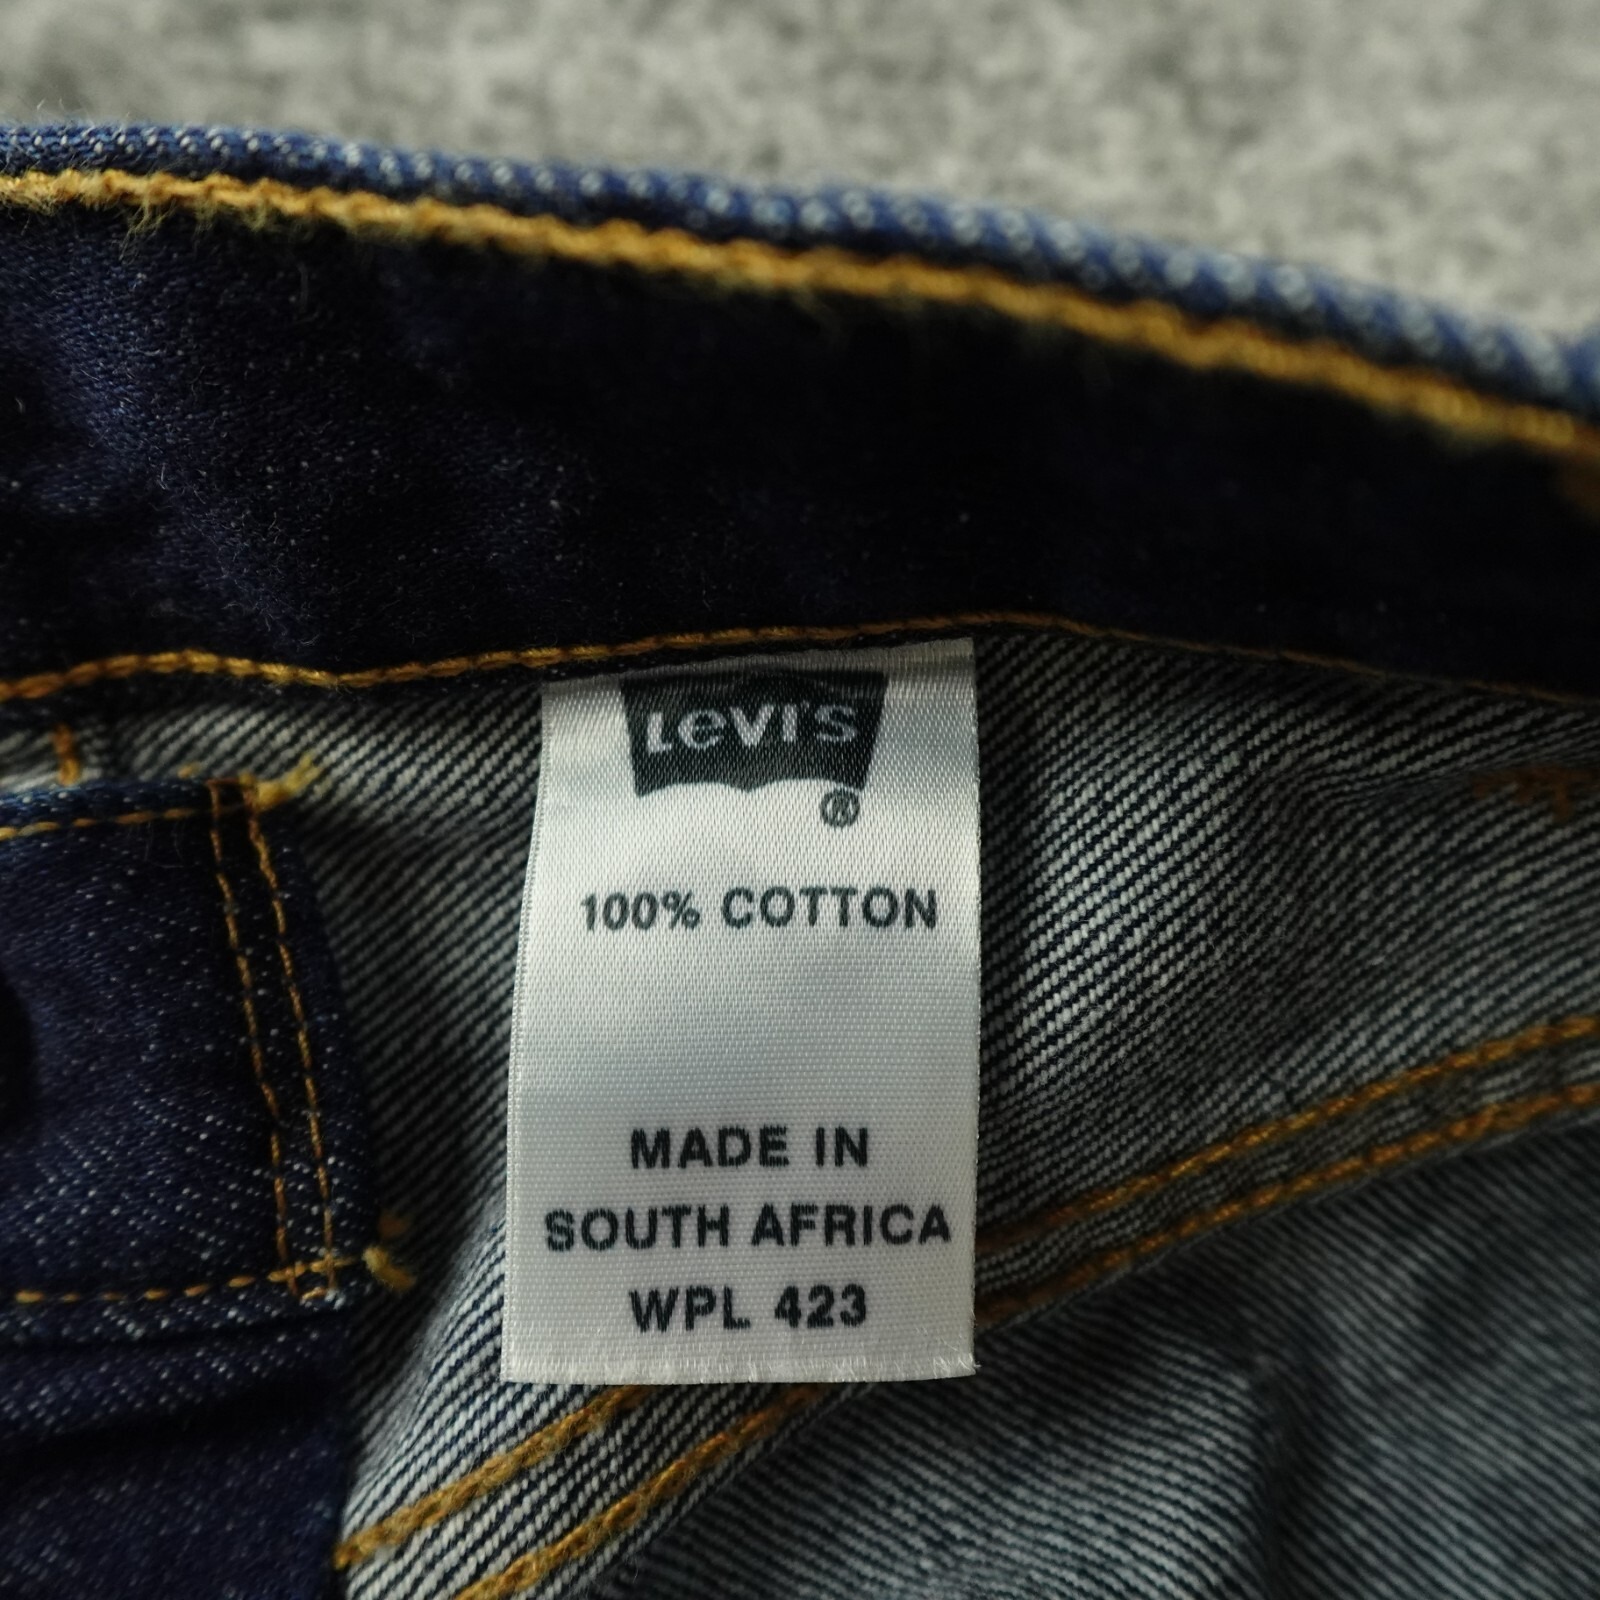 Levi's
®
100% COTTON
MADE IN
SOUTH AFRICA
WPL 423